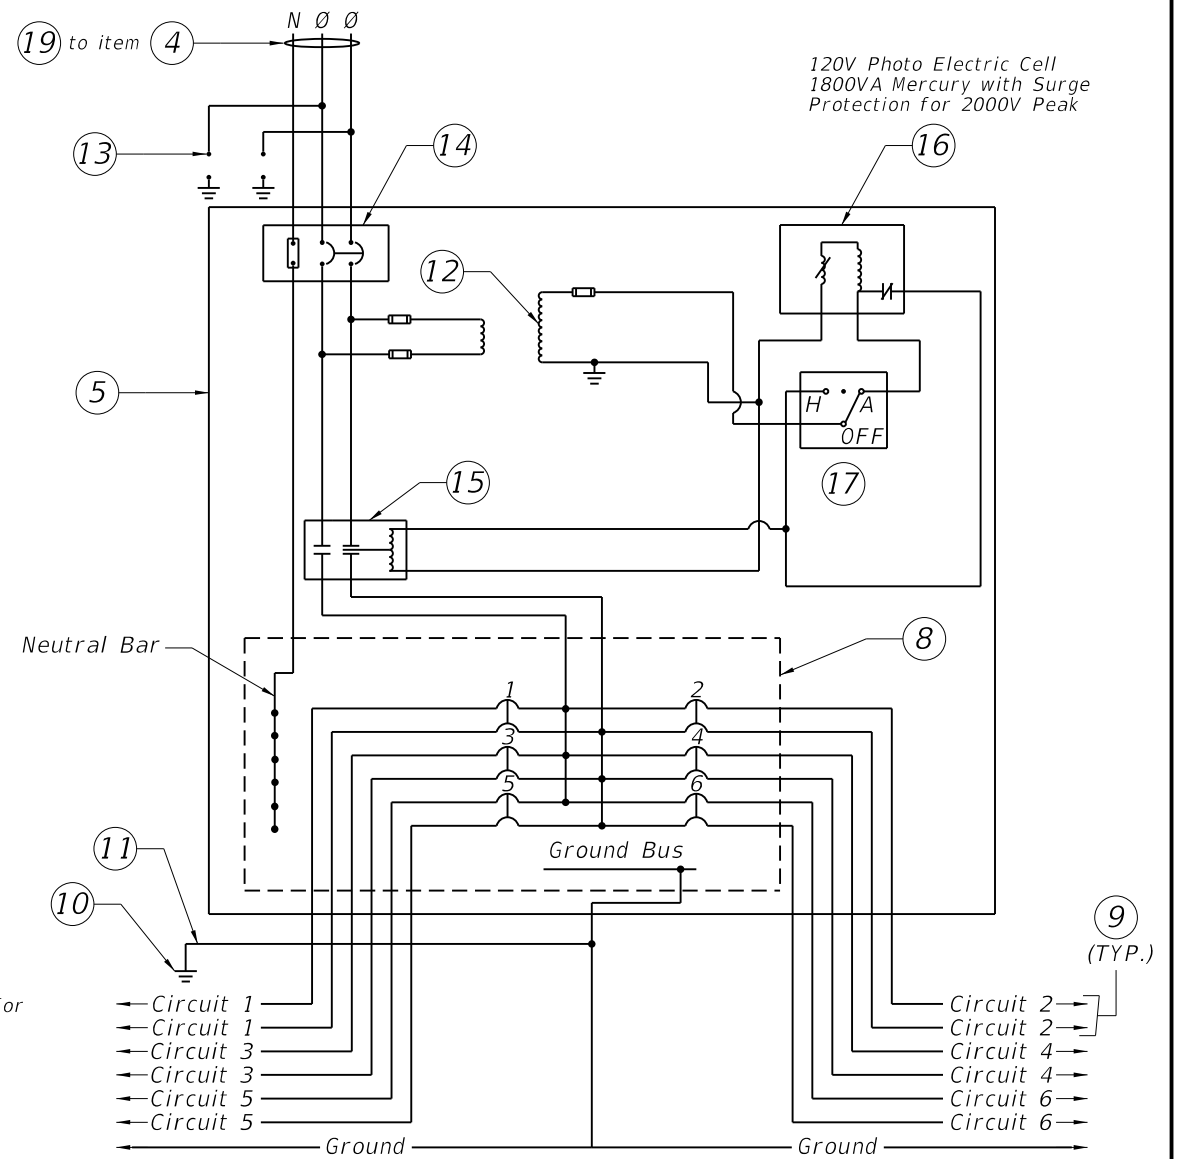 N Ø Ø
19 to item 4
120V Photo Electric Cell
1800VA Mercury with Surge
Protection for 2000V Peak
13
14
16
12
5
H A
OFF
17
15
Neutral Bar
8
1 2
3 4
5 6
Ground Bus
11
10
9
(TYP.)
Circuit 1 Circuit 2
Circuit 1 Circuit 2
Circuit 3 Circuit 4
Circuit 3 Circuit 4
Circuit 5 Circuit 6
Circuit 5 Circuit 6
Ground Ground